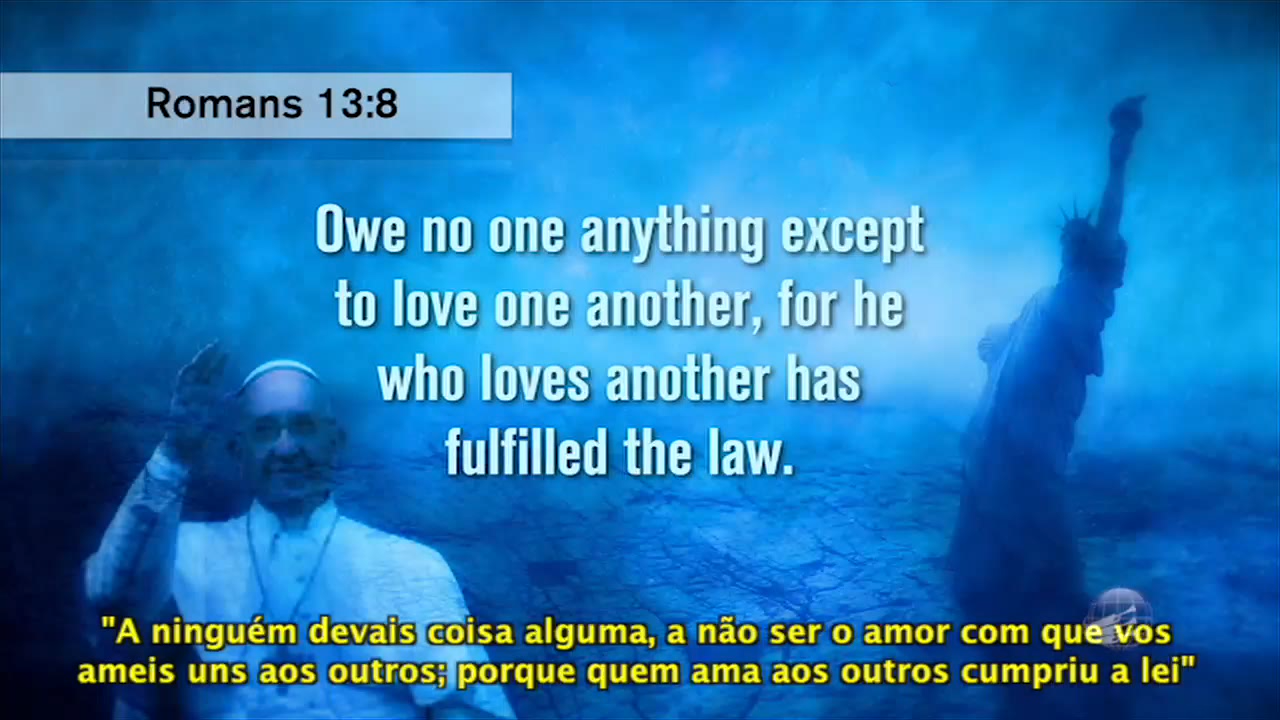 Romans 13:8
Owe no one anything except
to love one another, for he
who loves another has
fulfilled the law.
"A ninguém devais coisa alguma, a não ser o amor com que vos
ameis uns aos outros; porque quem ama aos outros cumpriu a lei"